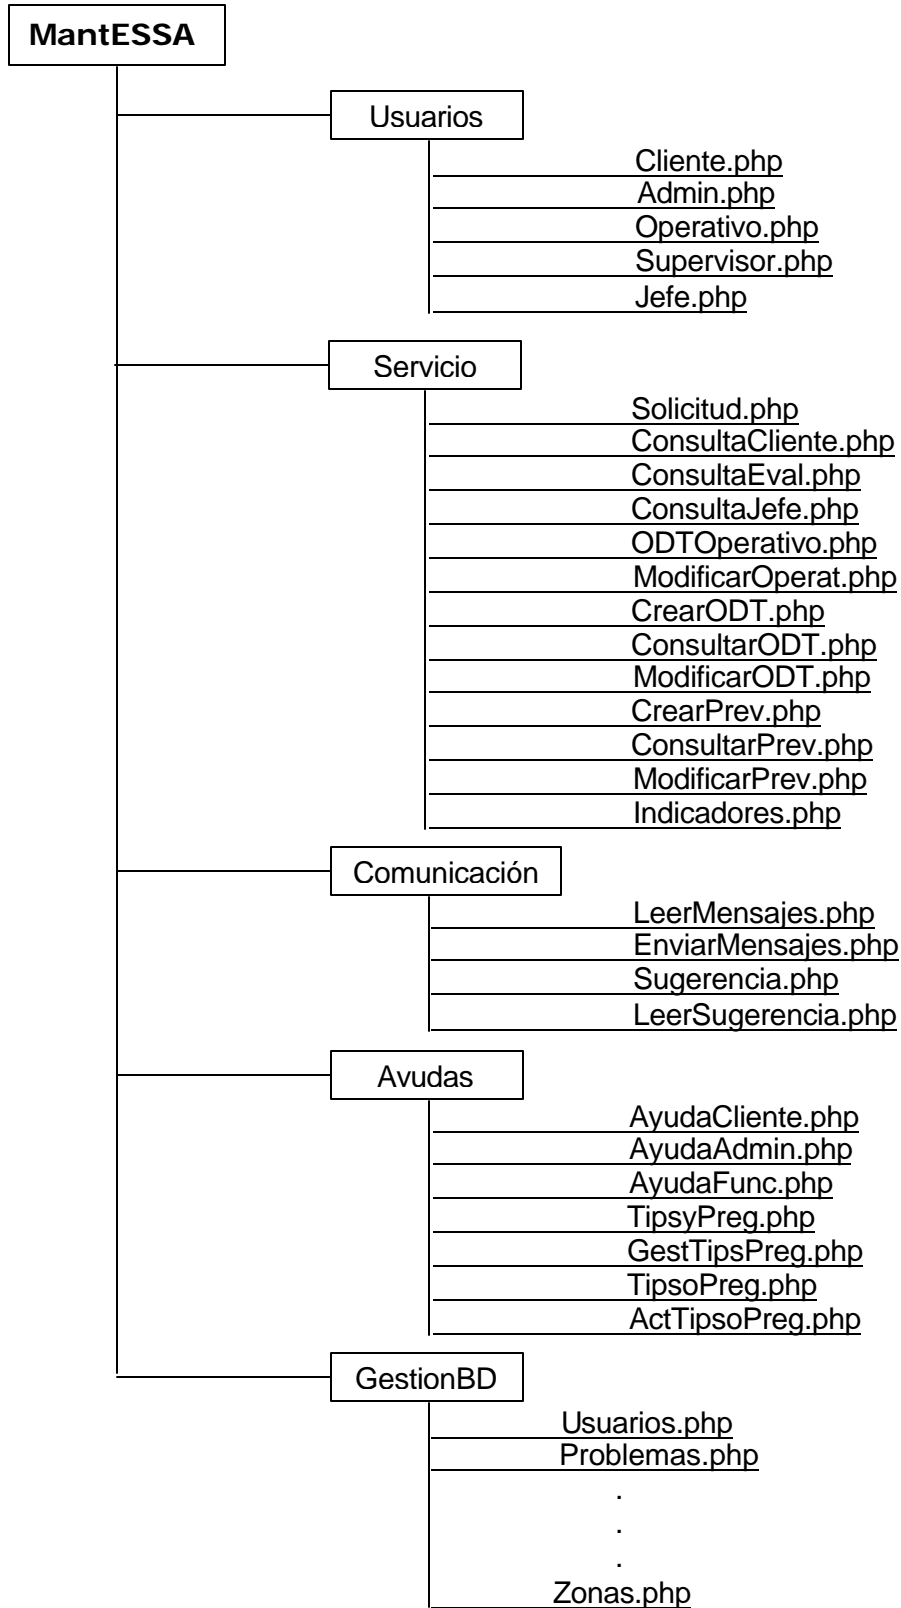 MantESSA
Usuarios
Cliente.php
Admin.php
Operativo.php
Supervisor.php
Jefe.php
Servicio
Solicitud.php
ConsultaCliente.php
ConsultaEval.php
ConsultaJefe.php
ODTOperativo.php
ModificarOperat.php
CrearODT.php
ConsultarODT.php
ModificarODT.php
CrearPrev.php
ConsultarPrev.php
ModificarPrev.php
Indicadores.php
Comunicación
LeerMensajes.php
EnviarMensajes.php
Sugerencia.php
LeerSugerencia.php
Avudas
AyudaCliente.php
AyudaAdmin.php
AyudaFunc.php
TipsyPreg.php
GestTipsPreg.php
TipsoPreg.php
ActTipsoPreg.php
GestionBD
Usuarios.php
Problemas.php
.
.
.
Zonas.php